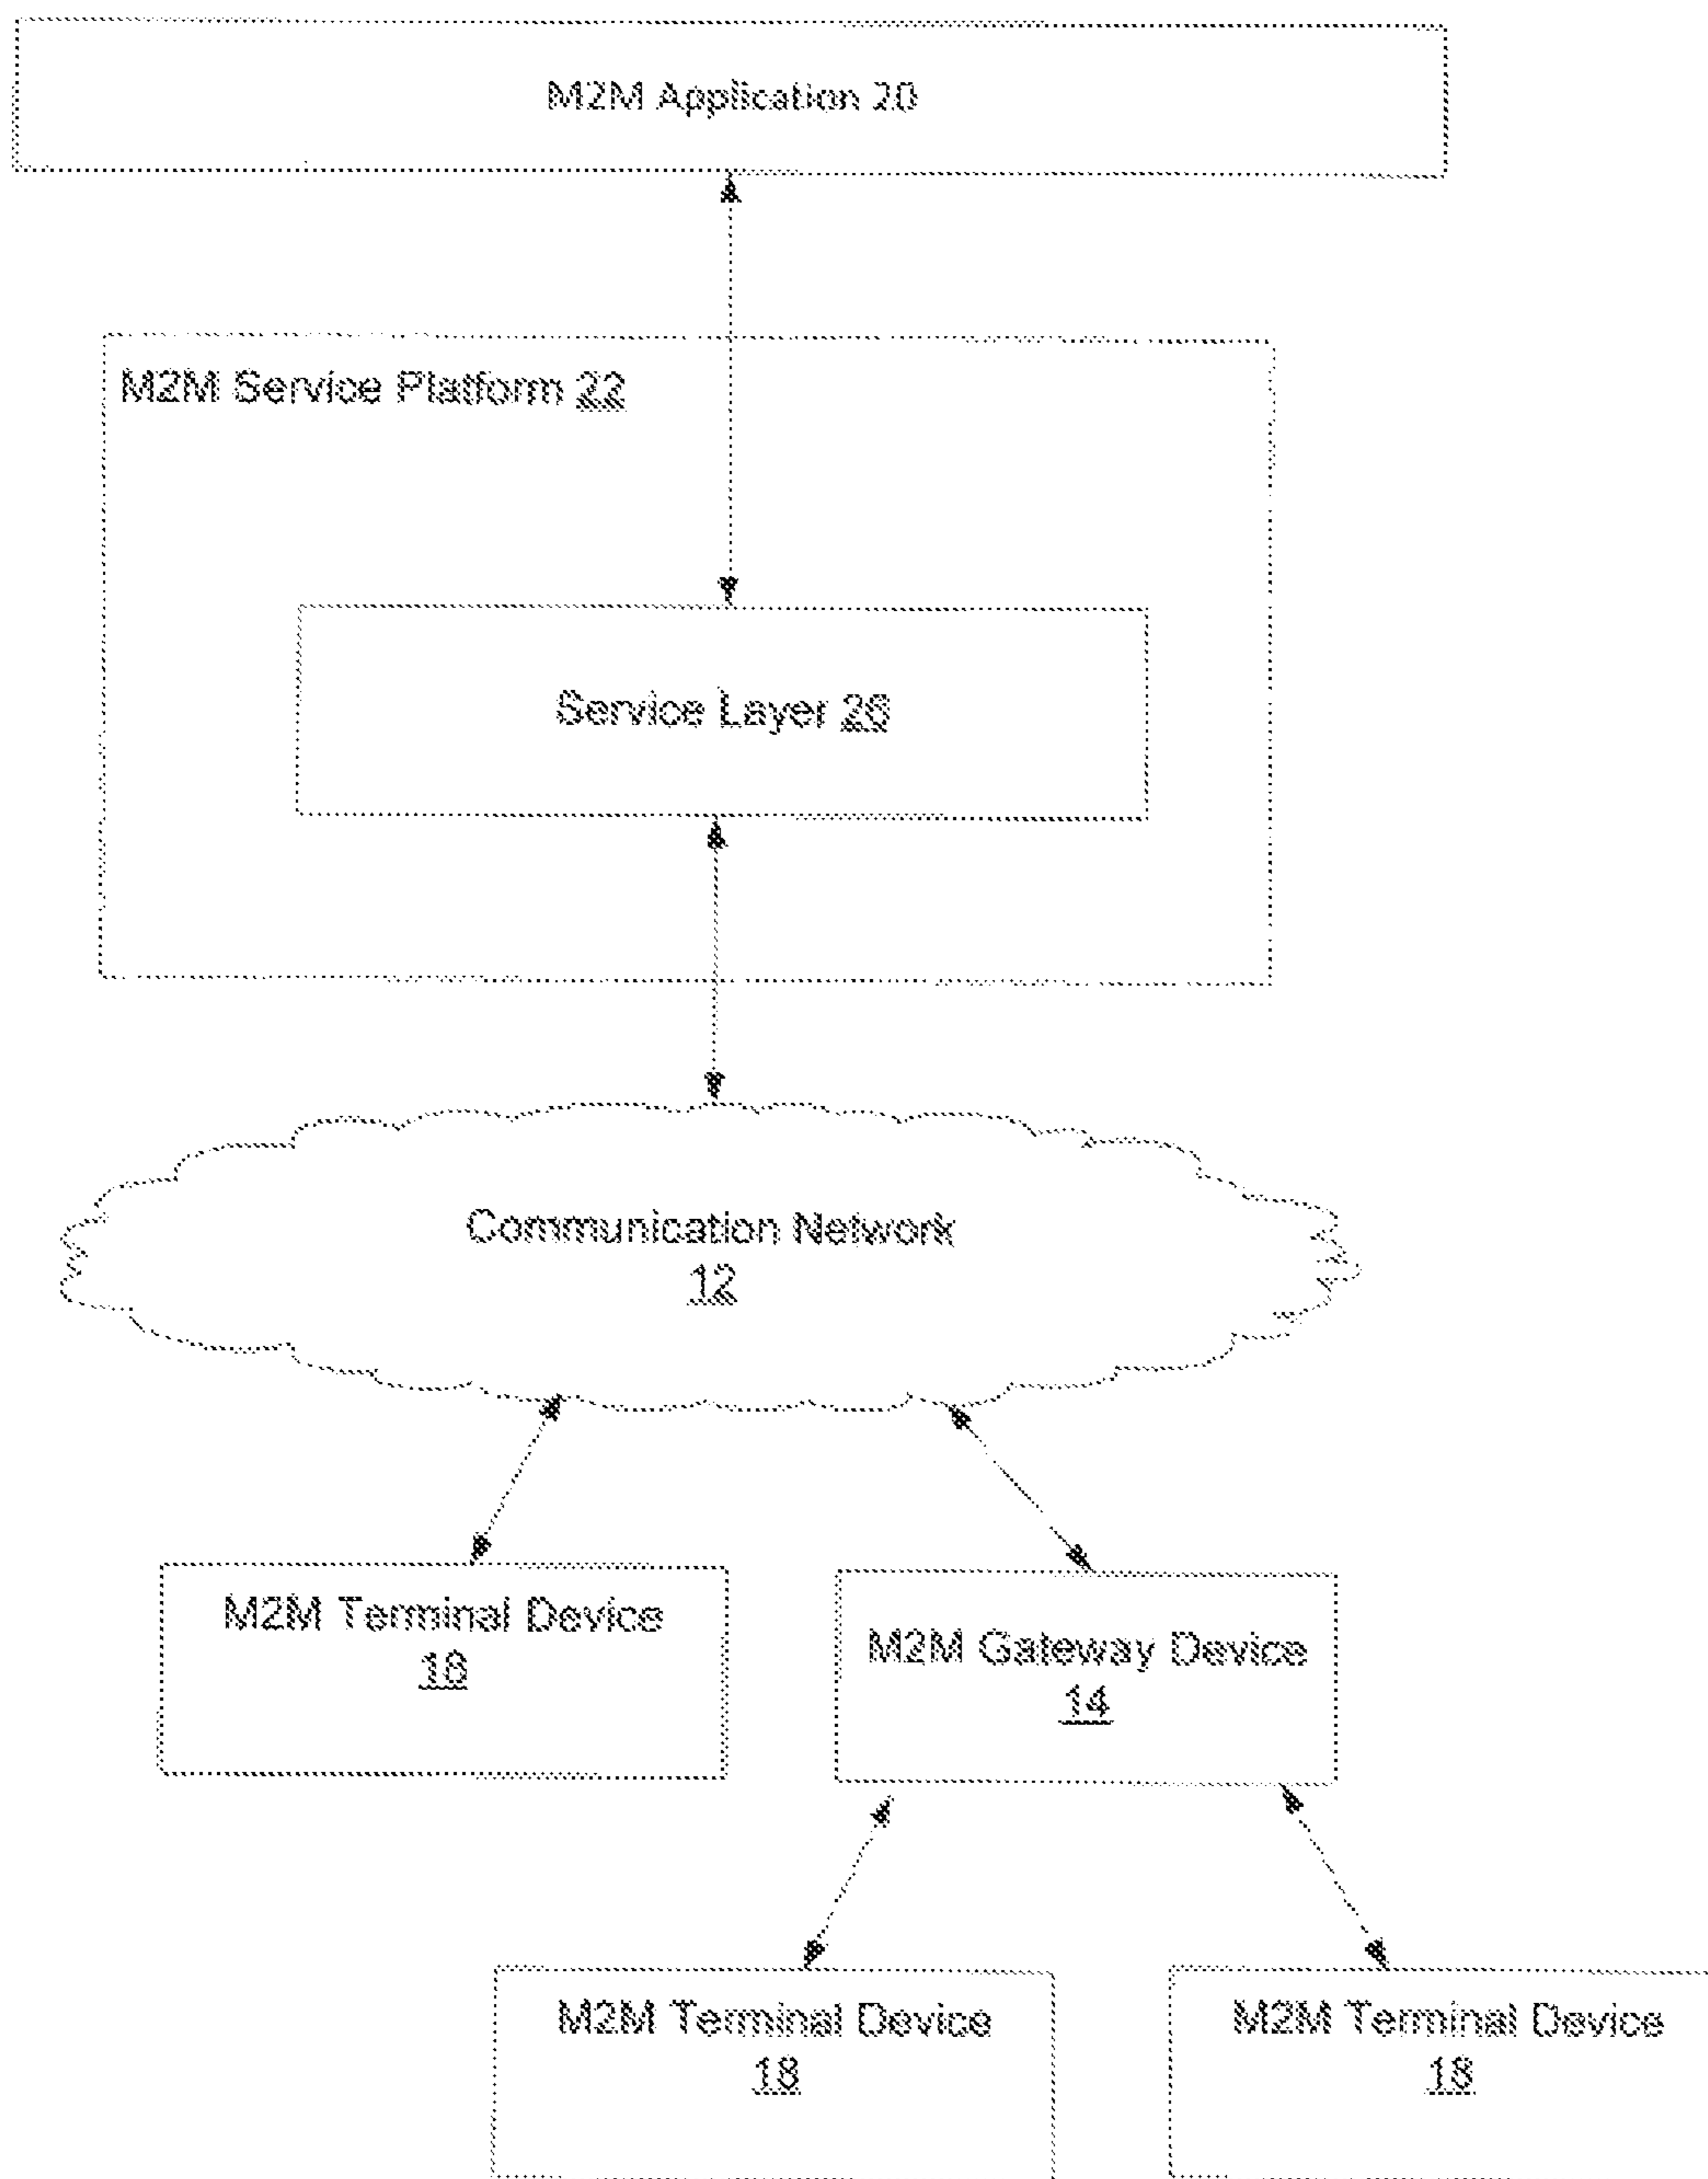 M2M Application 20
M2M Service Platform 22
Service Layer 26
Communication Network
12
M2M Terminal Device
18
M2M Gateway Device
14
M2M Terminal Device
18
M2M Terminal Device
18